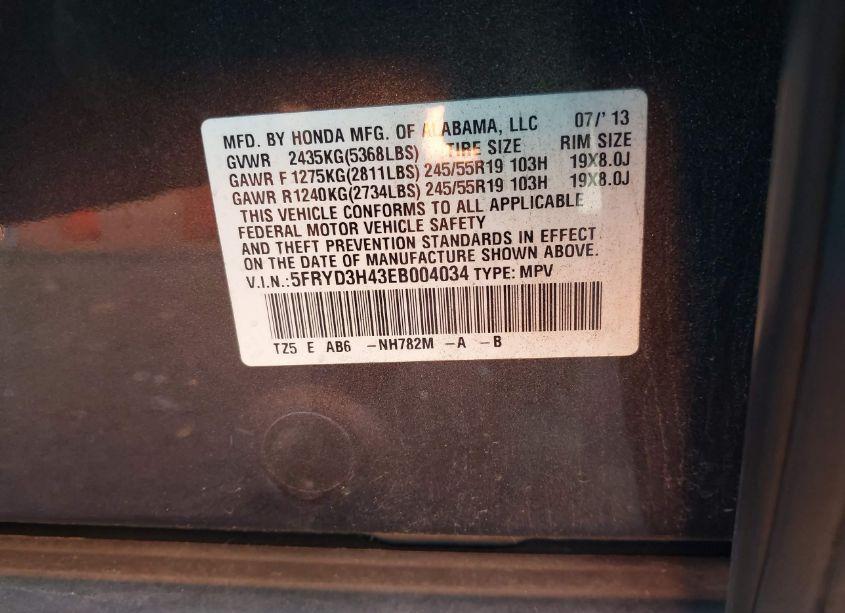 MFD. BY HONDA MFG. OF ALABAMA, LLC 07/'13
GVWR 2435KG(5368LBS) TIRE SIZE RIM SIZE
GAWR F 1275KG(2811LBS) 245/55R19 103H 19X8.0J
GAWR R1240KG(2734LBS) 245/55R19 103H 19X8.0J
THIS VEHICLE CONFORMS TO ALL APPLICABLE
FEDERAL MOTOR VEHICLE SAFETY
AND THEFT PREVENTION STANDARDS IN EFFECT
ON THE DATE OF MANUFACTURE SHOWN ABOVE.
V.I.N.:5FRYD3H43EB004034 TYPE: MPV
TZ5 E AB6 -NH782M -A -B